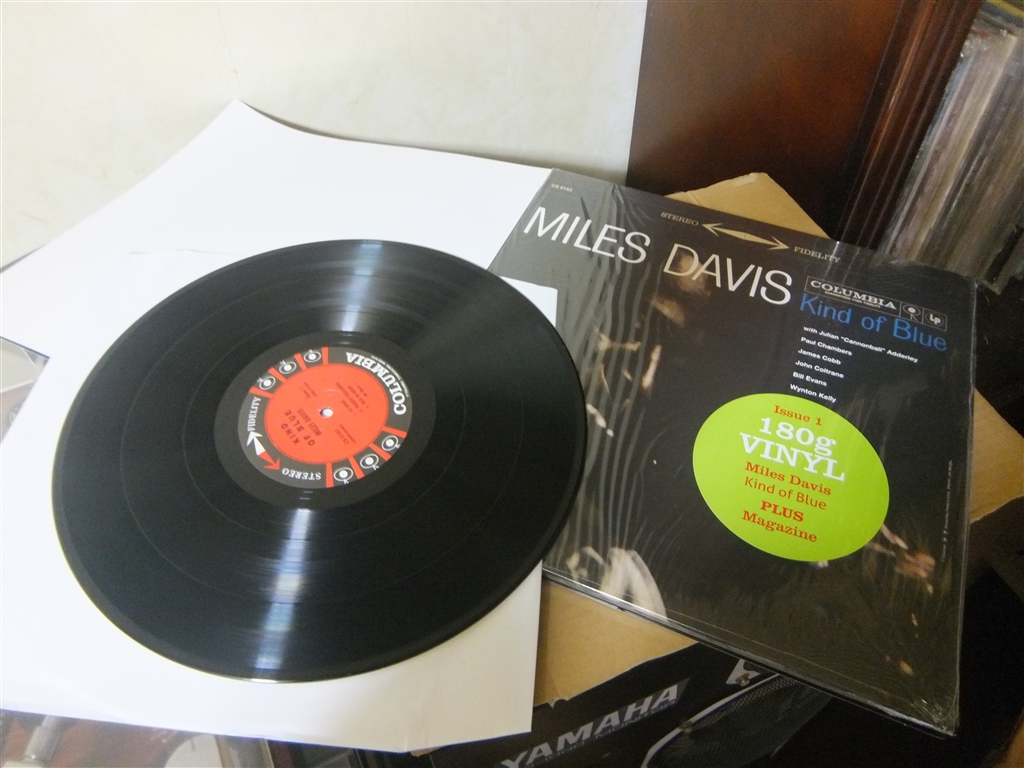 CS 8163
STEREO FIDELITY
MILES DAVIS
COLUMBIA
Kind of Blue
with Julian "Cannonball" Adderley
Paul Chambers
James Cobb
John Coltrane
Bill Evans
Wynton Kelly
Issue 1
180g
VINYL
Miles Davis
Kind of Blue
PLUS
Magazine
COLUMBIA
KIND
OF BLUE
MILES DAVIS
STEREO FIDELITY
YAMAHA